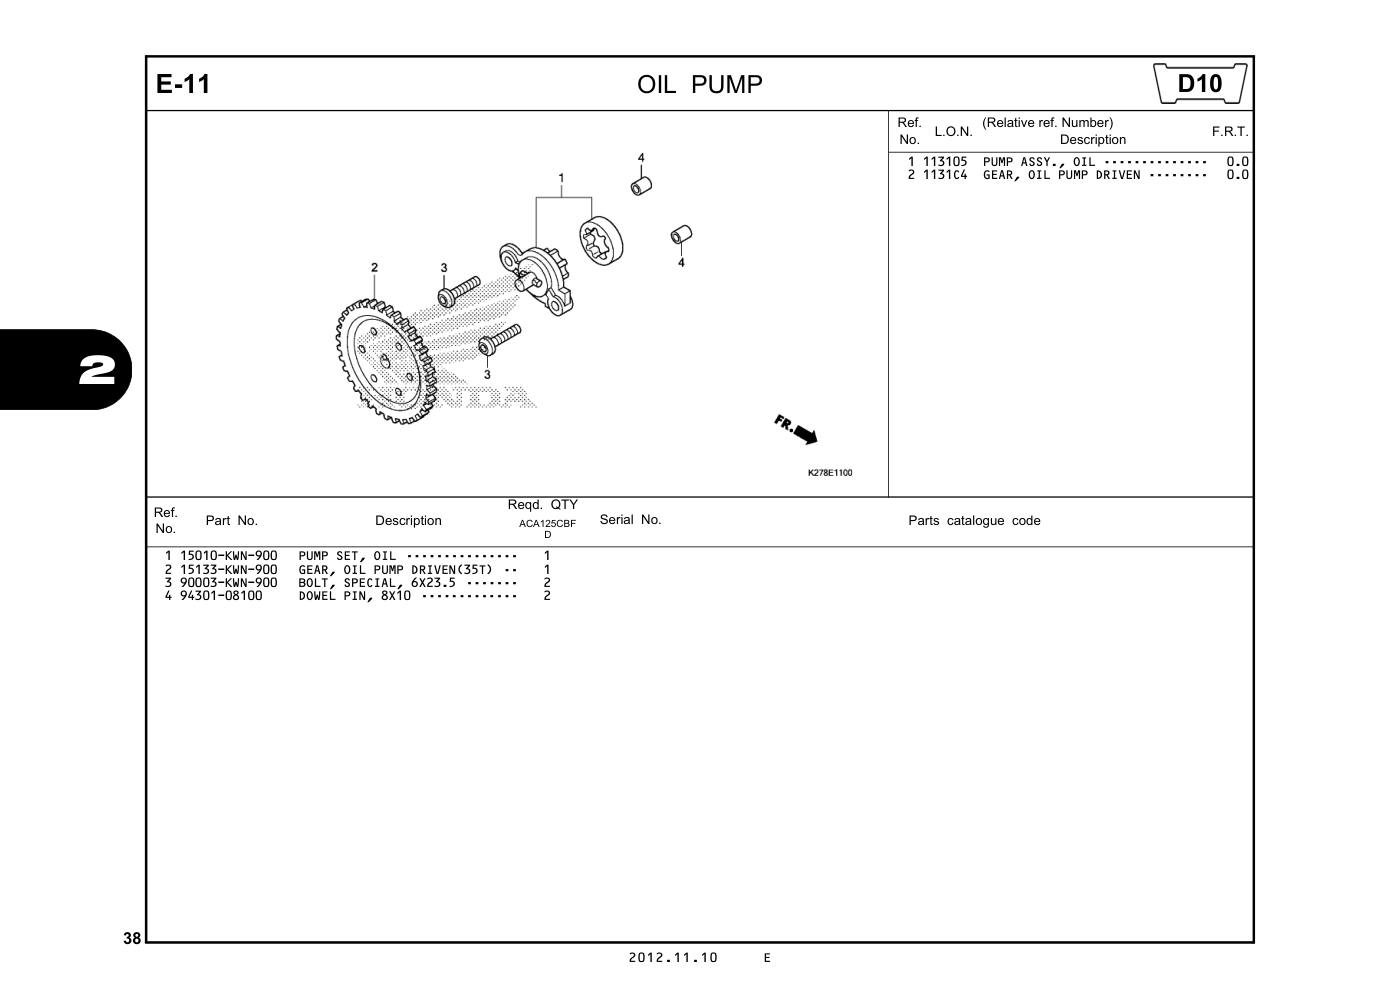 E-11
OIL PUMP
D10
Ref. No. L.O.N. (Relative ref. Number) Description F.R.T.
1 113105 PUMP ASSY., OIL -------------- 0.0
2 1131C4 GEAR, OIL PUMP DRIVEN -------- 0.0
4
1
4
2
3
3
HONDA
FR.
K278E1100
2
Ref. No. Part No. Description Reqd. QTY ACA125CBF D Serial No. Parts catalogue code
1 15010-KWN-900 PUMP SET, OIL --------------- 1
2 15133-KWN-900 GEAR, OIL PUMP DRIVEN(35T) -- 1
3 90003-KWN-900 BOLT, SPECIAL, 6X23.5 ------- 2
4 94301-08100 DOWEL PIN, 8X10 ------------- 2
38
2012.11.10 E